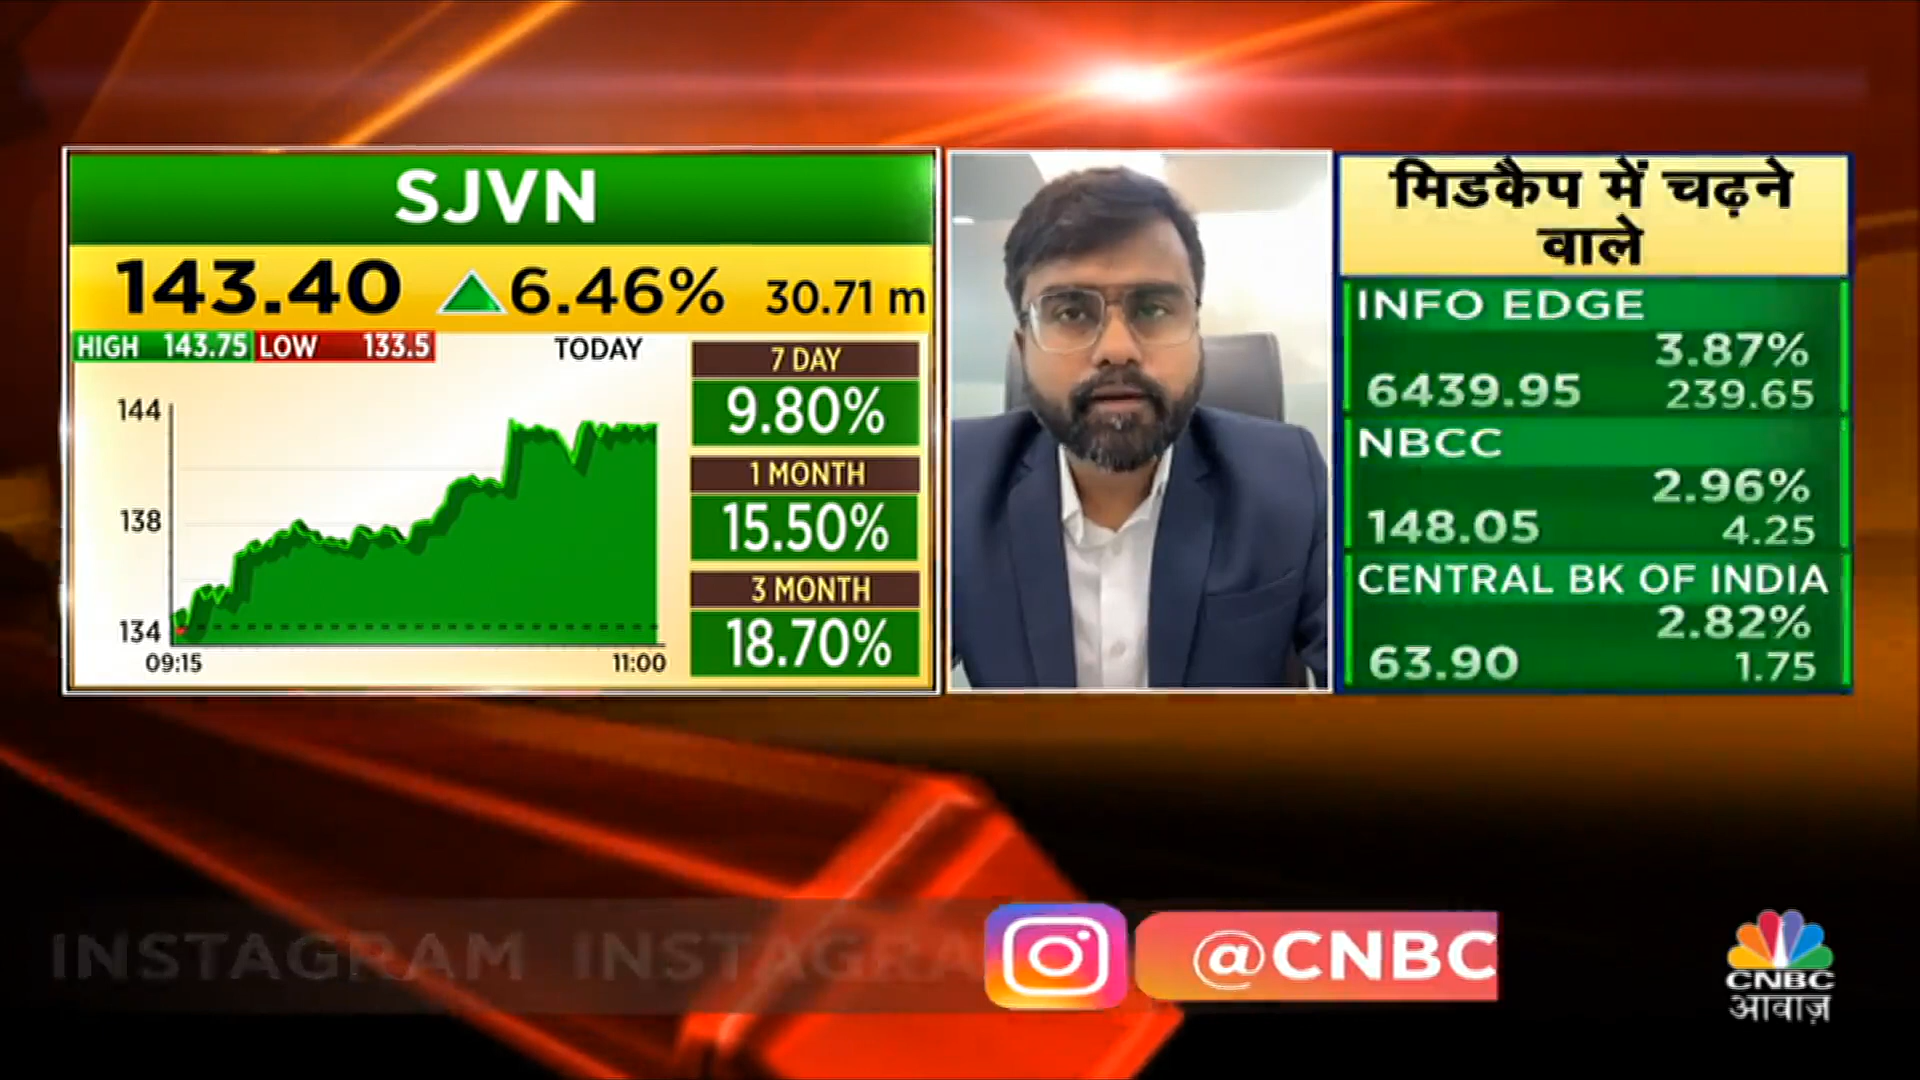 SJVN
143.40 6.46% 30.71 m
HIGH 143.75 LOW 133.5
TODAY
144
138
134
09:15 11:00
7 DAY
9.80%
1 MONTH
15.50%
3 MONTH
18.70%
मिडकैप में चढ़ने
वाले
INFO EDGE
3.87%
6439.95 239.65
NBCC
2.96%
148.05 4.25
CENTRAL BK OF INDIA
2.82%
63.90 1.75
INSTAGRAM INSTAGRA
@CNBC
CNBC
आवाज़